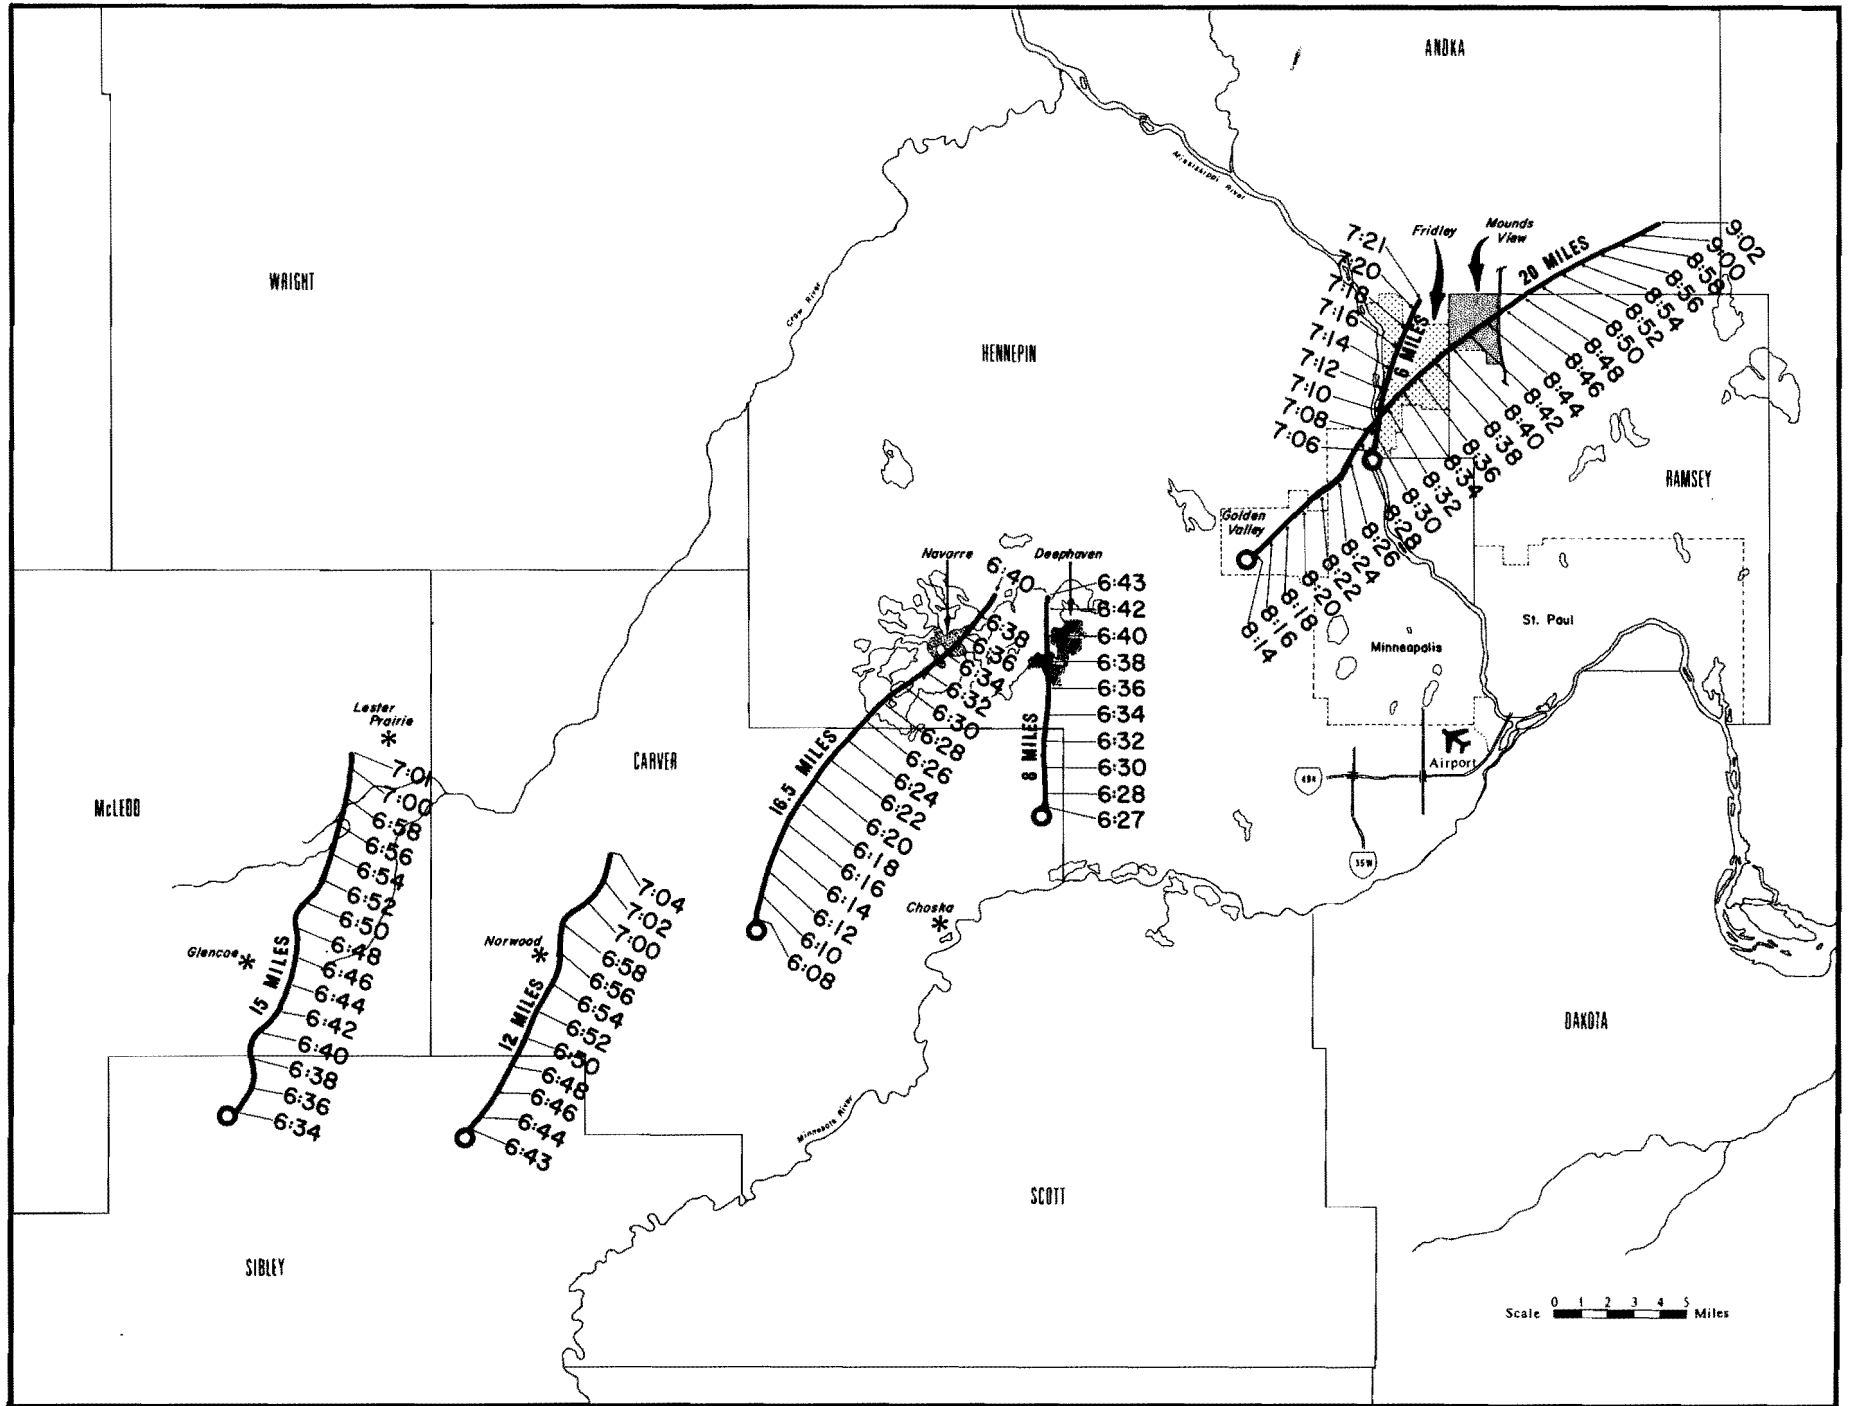 ANOKA
Mississippi River
WRIGHT
Crow River
HENNEPIN
Fridley
Mounds
View
7:21
7:20
7:18
7:16
7:14
7:12
7:10
7:08
7:06
6 MILES
20 MILES
9:02
9:00
8:58
8:56
8:54
8:52
8:50
8:48
8:46
8:44
8:42
8:40
8:38
8:36
8:34
8:32
8:30
8:28
8:26
8:24
8:22
8:20
8:18
8:16
8:14
Golden
Valley
RAMSEY
St. Paul
Minneapolis
Airport
494
35W
Navarre
Deephaven
6:40
6:38
6:36
6:34
6:32
6:30
6:28
6:26
6:24
6:22
6:20
6:18
6:16
6:14
6:12
6:10
6:08
16.5 MILES
6:43
6:42
6:40
6:38
6:36
6:34
6:32
6:30
6:28
6:27
8 MILES
Lester
Prairie
McLEOD
CARVER
7:01
7:00
6:58
6:56
6:54
6:52
6:50
6:48
6:46
6:44
6:42
6:40
6:38
6:36
6:34
15 MILES
Glencoe
Norwood
7:04
7:02
7:00
6:58
6:56
6:54
6:52
6:50
6:48
6:46
6:44
6:43
12 MILES
Choska
Minnesota River
SIBLEY
SCOTT
DAKOTA
Scale 0 1 2 3 4 5 Miles